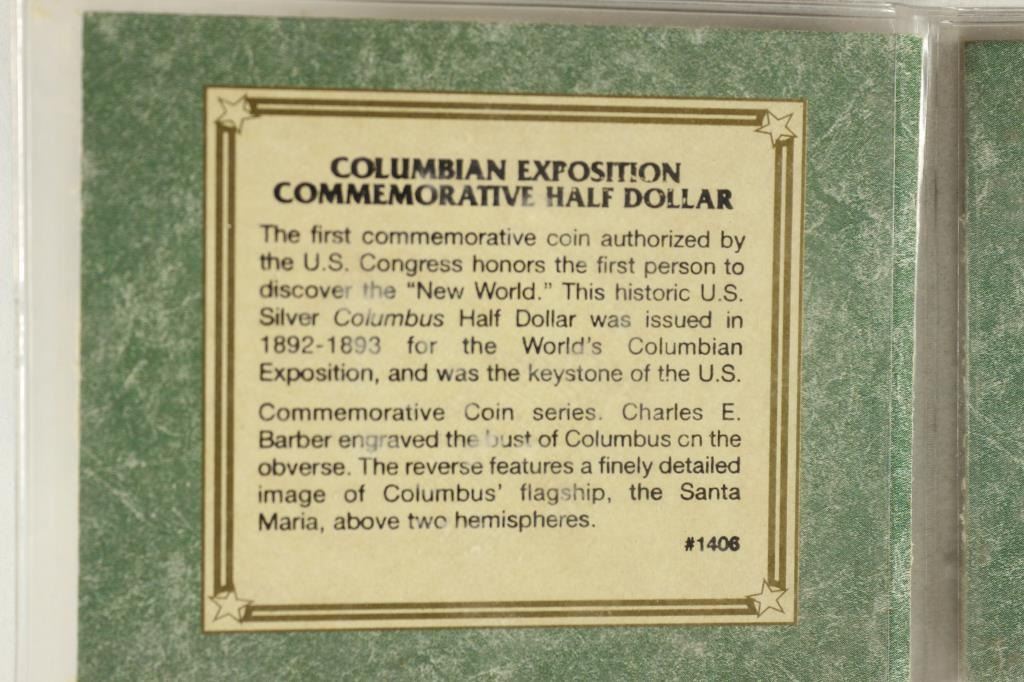 COLUMBIAN EXPOSITION
COMMEMORATIVE HALF DOLLAR
The first commemorative coin authorized by
the U.S. Congress honors the first person to
discover the “New World.” This historic U.S.
Silver Columbus Half Dollar was issued in
1892-1893 for the World's Columbian
Exposition, and was the keystone of the U.S.
Commemorative Coin series. Charles E.
Barber engraved the bust of Columbus on the
obverse. The reverse features a finely detailed
image of Columbus' flagship, the Santa
Maria, above two hemispheres.
#1406